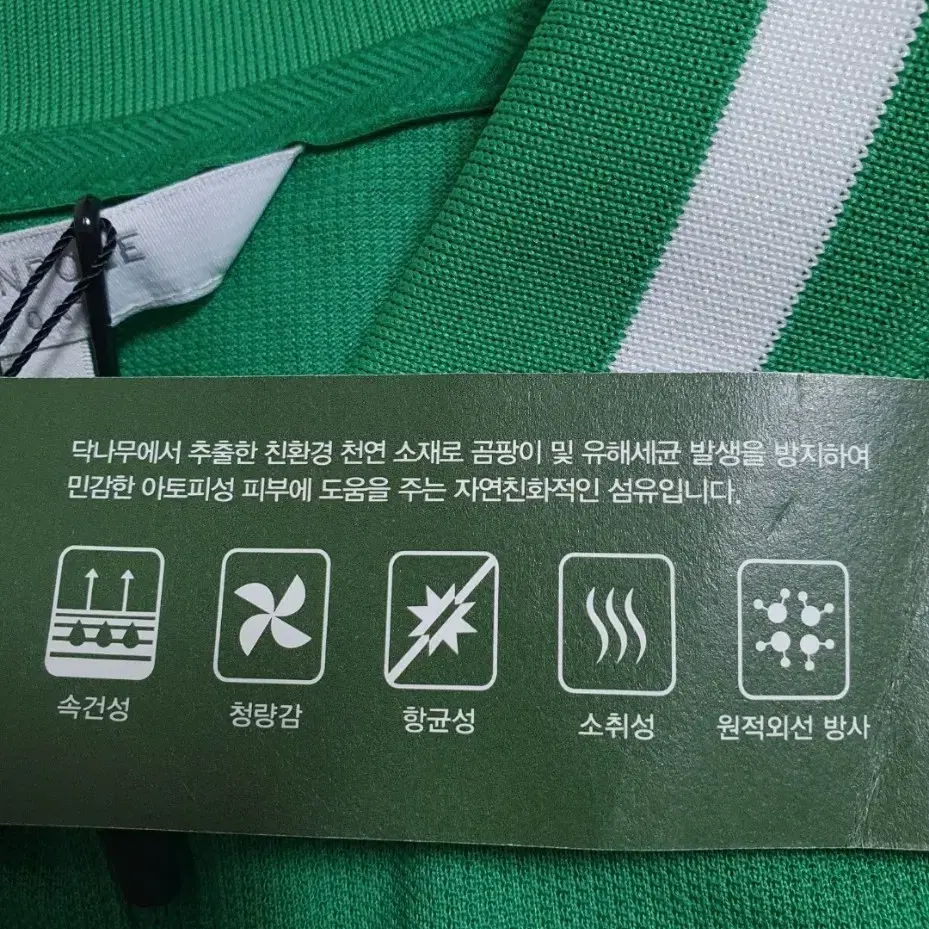 닥나무에서 추출한 친환경 천연 소재로 곰팡이 및 유해세균 발생을 방지하여
민감한 아토피성 피부에 도움을 주는 자연친화적인 섬유입니다.
속건성
청량감
항균성
소취성
원적외선 방사